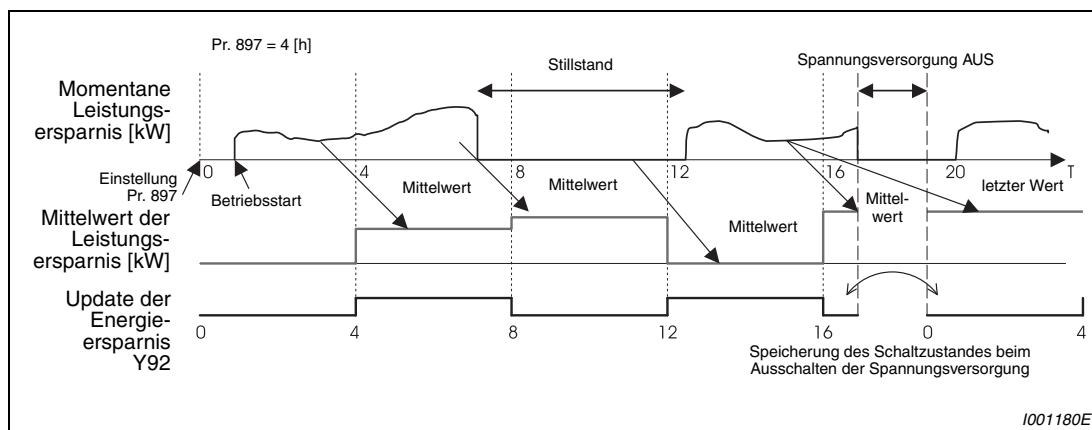 Pr. 897 = 4 [h]
Spannungsversorgung AUS
Stillstand
Momentane
Leistungs-
ersparnis [kW]
0
4
8
12
16
20
T
Einstellung
Pr. 897
Betriebsstart
Mittelwert
Mittelwert
Mittelwert
Mittel-
wert
letzter Wert
Mittelwert der
Leistungs-
ersparnis [kW]
Update der
Energie-
ersparnis
Y92
0
4
8
12
16
0
4
Speicherung des Schaltzustandes beim
Ausschalten der Spannungsversorgung
I001180E